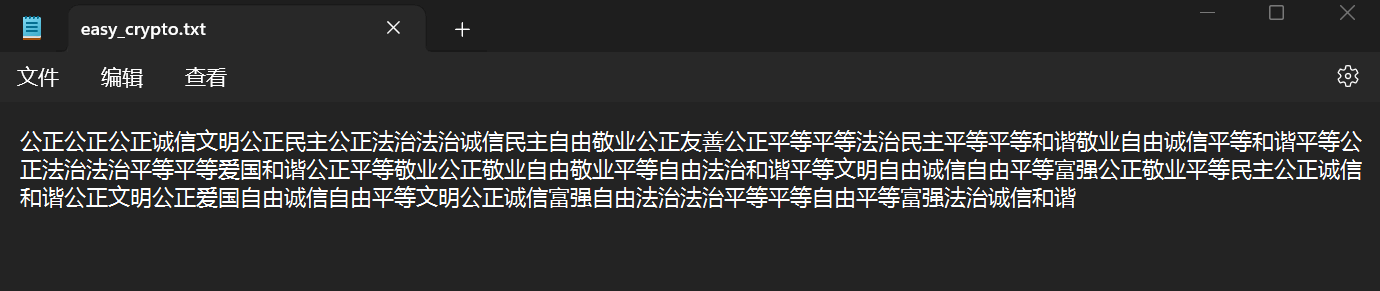 easy_crypto.txt
文件 编辑 查看
公正公正公正诚信文明公正民主公正法治法治诚信民主自由敬业公正友善公正平等平等法治民主平等平等和谐敬业自由诚信平等和谐平等公
正法治法治平等平等爱国和谐公正平等敬业公正敬业自由敬业平等自由法治和谐平等文明自由诚信自由平等富强公正敬业平等民主公正诚信
和谐公正文明公正爱国自由诚信自由平等文明公正诚信富强自由法治法治平等平等自由平等富强法治诚信和谐